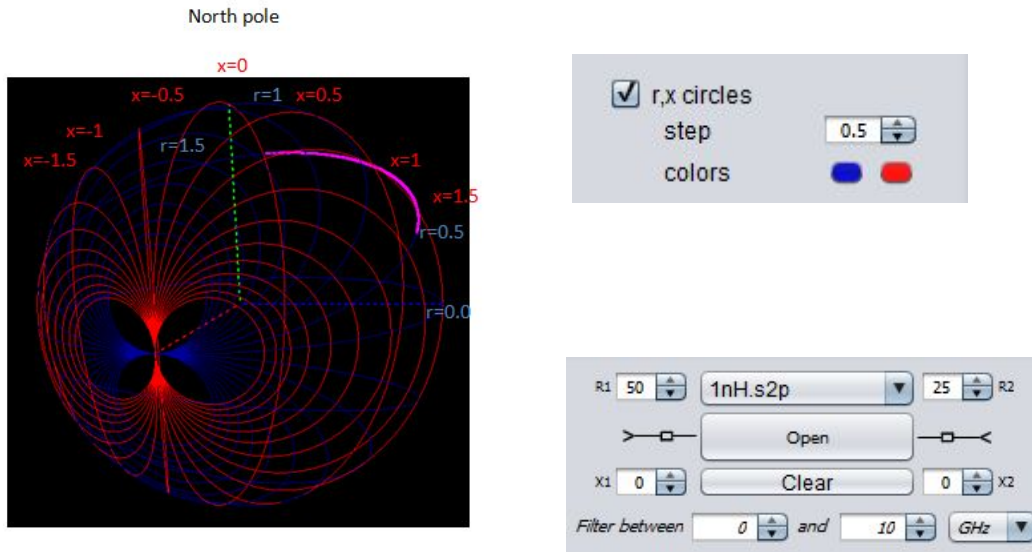 North pole
x=0
x=-0.5
r=1
x=0.5
x=-1
r=1.5
x=-1.5
x=1
x=1.5
r=0.5
r=0.0
r,x circles
step
0.5
colors
R1
50
1nH.s2p
25
R2
Open
X1
0
Clear
0
X2
Filter between
0
and
10
GHz